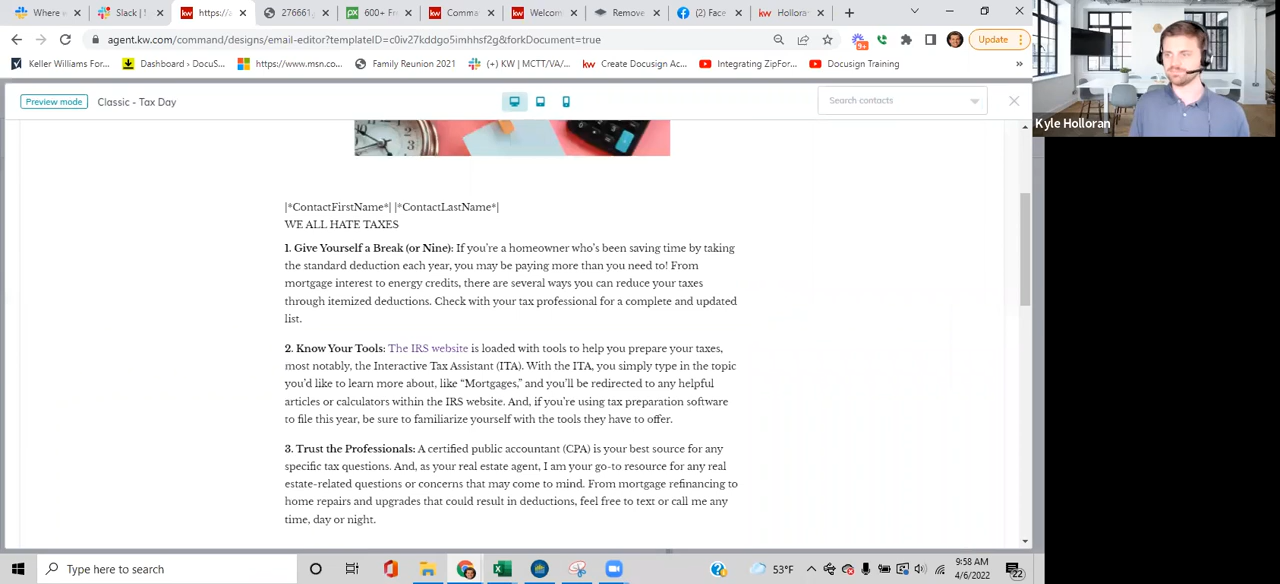 Where e
Slack | !
https://a
276661,
600+ Fr
Comma
Welcom
Remove
(2) Face
Hollora
agent.kw.com/command/designs/email-editor?templateID=c0iv27kddgo5imhhsf2g&forkDocument=true
9+
Update
Keller Williams For...
Dashboard › DocuS...
https://www.msn.co...
Family Reunion 2021
(+) KW | MCTT/VA/...
Create Docusign Ac...
Integrating ZipFor...
Docusign Training
»
Preview mode
Classic - Tax Day
Search contacts
Kyle Holloran
|*ContactFirstName*| |*ContactLastName*|
WE ALL HATE TAXES
1. Give Yourself a Break (or Nine): If you're a homeowner who's been saving time by taking
the standard deduction each year, you may be paying more than you need to! From
mortgage interest to energy credits, there are several ways you can reduce your taxes
through itemized deductions. Check with your tax professional for a complete and updated
list.
2. Know Your Tools: The IRS website is loaded with tools to help you prepare your taxes,
most notably, the Interactive Tax Assistant (ITA). With the ITA, you simply type in the topic
you'd like to learn more about, like “Mortgages,” and you'll be redirected to any helpful
articles or calculators within the IRS website. And, if you're using tax preparation software
to file this year, be sure to familiarize yourself with the tools they have to offer.
3. Trust the Professionals: A certified public accountant (CPA) is your best source for any
specific tax questions. And, as your real estate agent, I am your go-to resource for any real
estate-related questions or concerns that may come to mind. From mortgage refinancing to
home repairs and upgrades that could result in deductions, feel free to text or call me any
time, day or night.
Type here to search
53°F
9:58 AM
4/6/2022
22